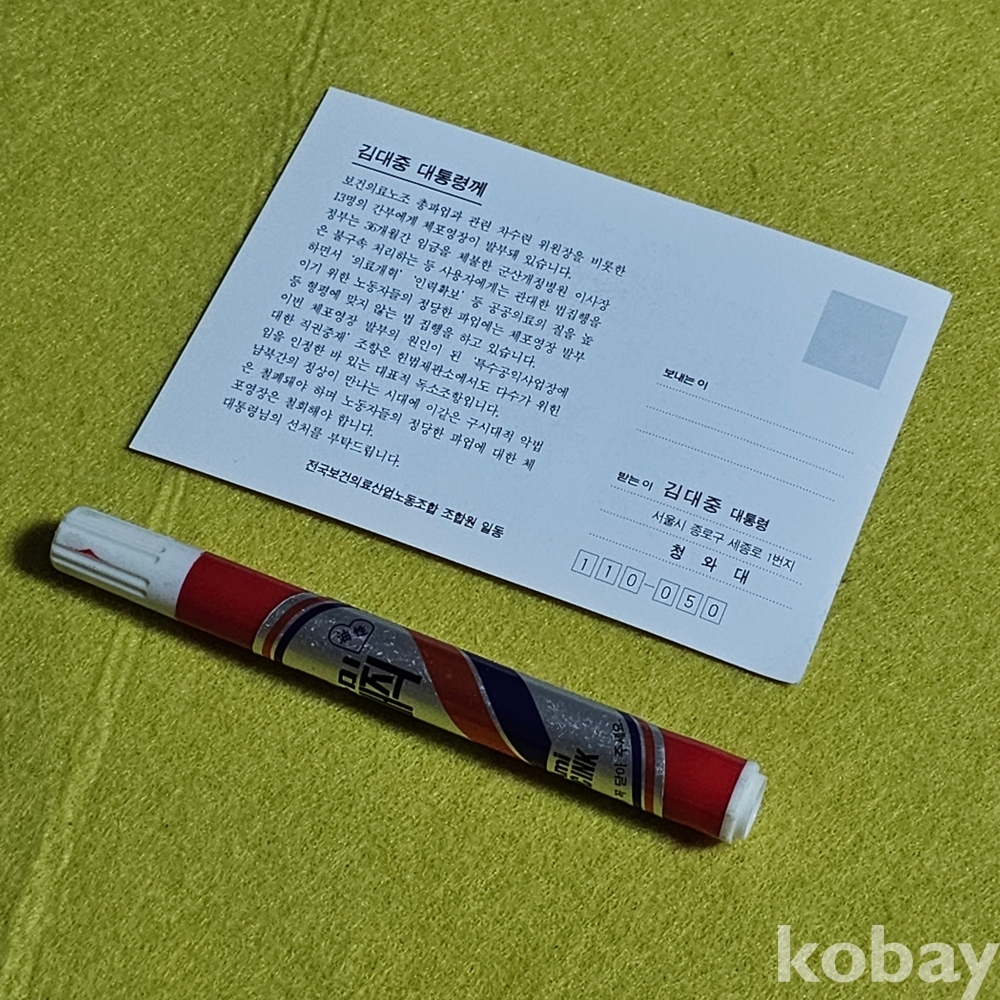 김대중 대통령께
보건의료노조 총파업과 관련 차수련 위원장을 비롯한
13명의 간부에게 체포영장이 발부돼 있습니다.
정부는 36개월간 임금을 체불한 군산개정병원 이사장
은 불구속 처리하는 등 사용자에게는 관대한 법집행을
하면서 '의료개혁' '인력확보' 등 공공의료의 질을 높
이기 위한 노동자들의 정당한 파업에는 체포영장 발부
등 형평에 맞지 않는 법 집행을 하고 있습니다.
이번 체포영장 발부의 원인이 된 '특수공익사업장에
대한 직권중재' 조항은 헌법재판소에서도 다수가 위헌
임을 인정한 바 있는 대표적 독소조항입니다.
남북간의 정상이 만나는 시대에 이같은 구시대적 악법
은 철폐돼야 하며 노동자들의 정당한 파업에 대한 체
포영장은 철회해야 합니다.
대통령님의 선처를 부탁드립니다.
전국보건의료산업노동조합 조합원 일동
보내는 이
받는 이 김대중 대통령
서울시 종로구 세종로 1번지
청 와 대
110-050
mi
INK
꼭 닫아 주세요
kobay